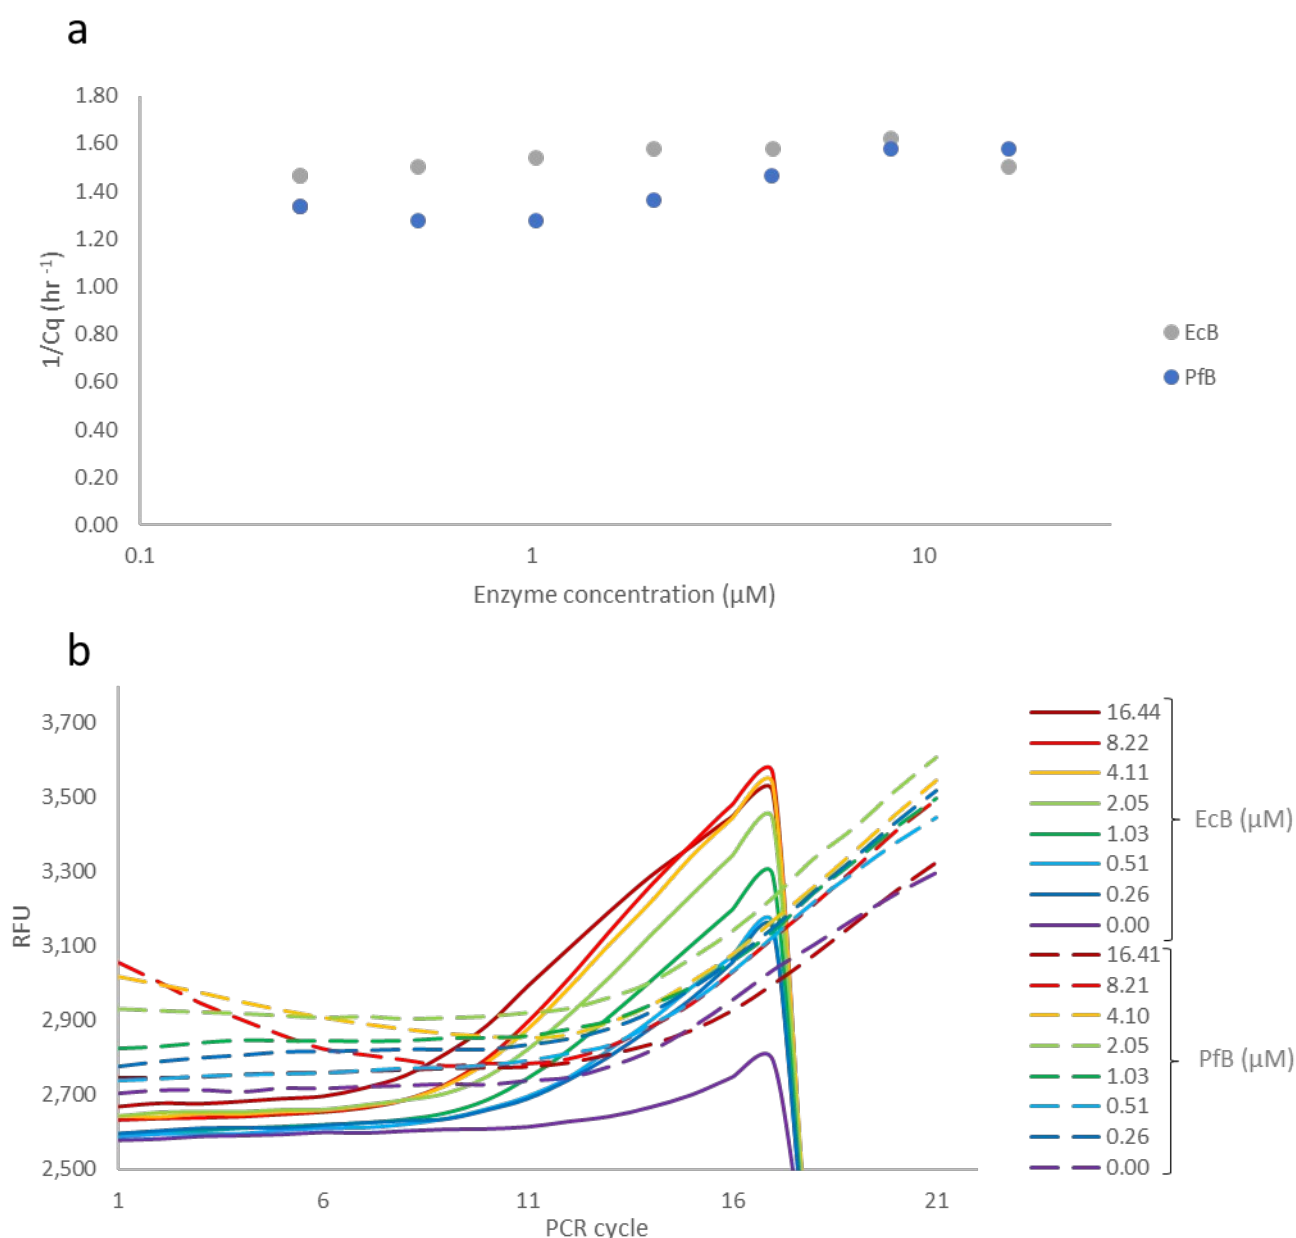 a
1.80
1.60
1.40
1.20
1.00
0.80
0.60
0.40
0.20
0.00
1/Cq (hr -1)
0.1 1 10
Enzyme concentration (µM)
EcB
PfB
b
3,700
3,500
3,300
3,100
2,900
2,700
2,500
RFU
1 6 11 16 21
PCR cycle
16.44
8.22
4.11
2.05
1.03
0.51
0.26
0.00
EcB (µM)
16.41
8.21
4.10
2.05
1.03
0.51
0.26
0.00
PfB (µM)